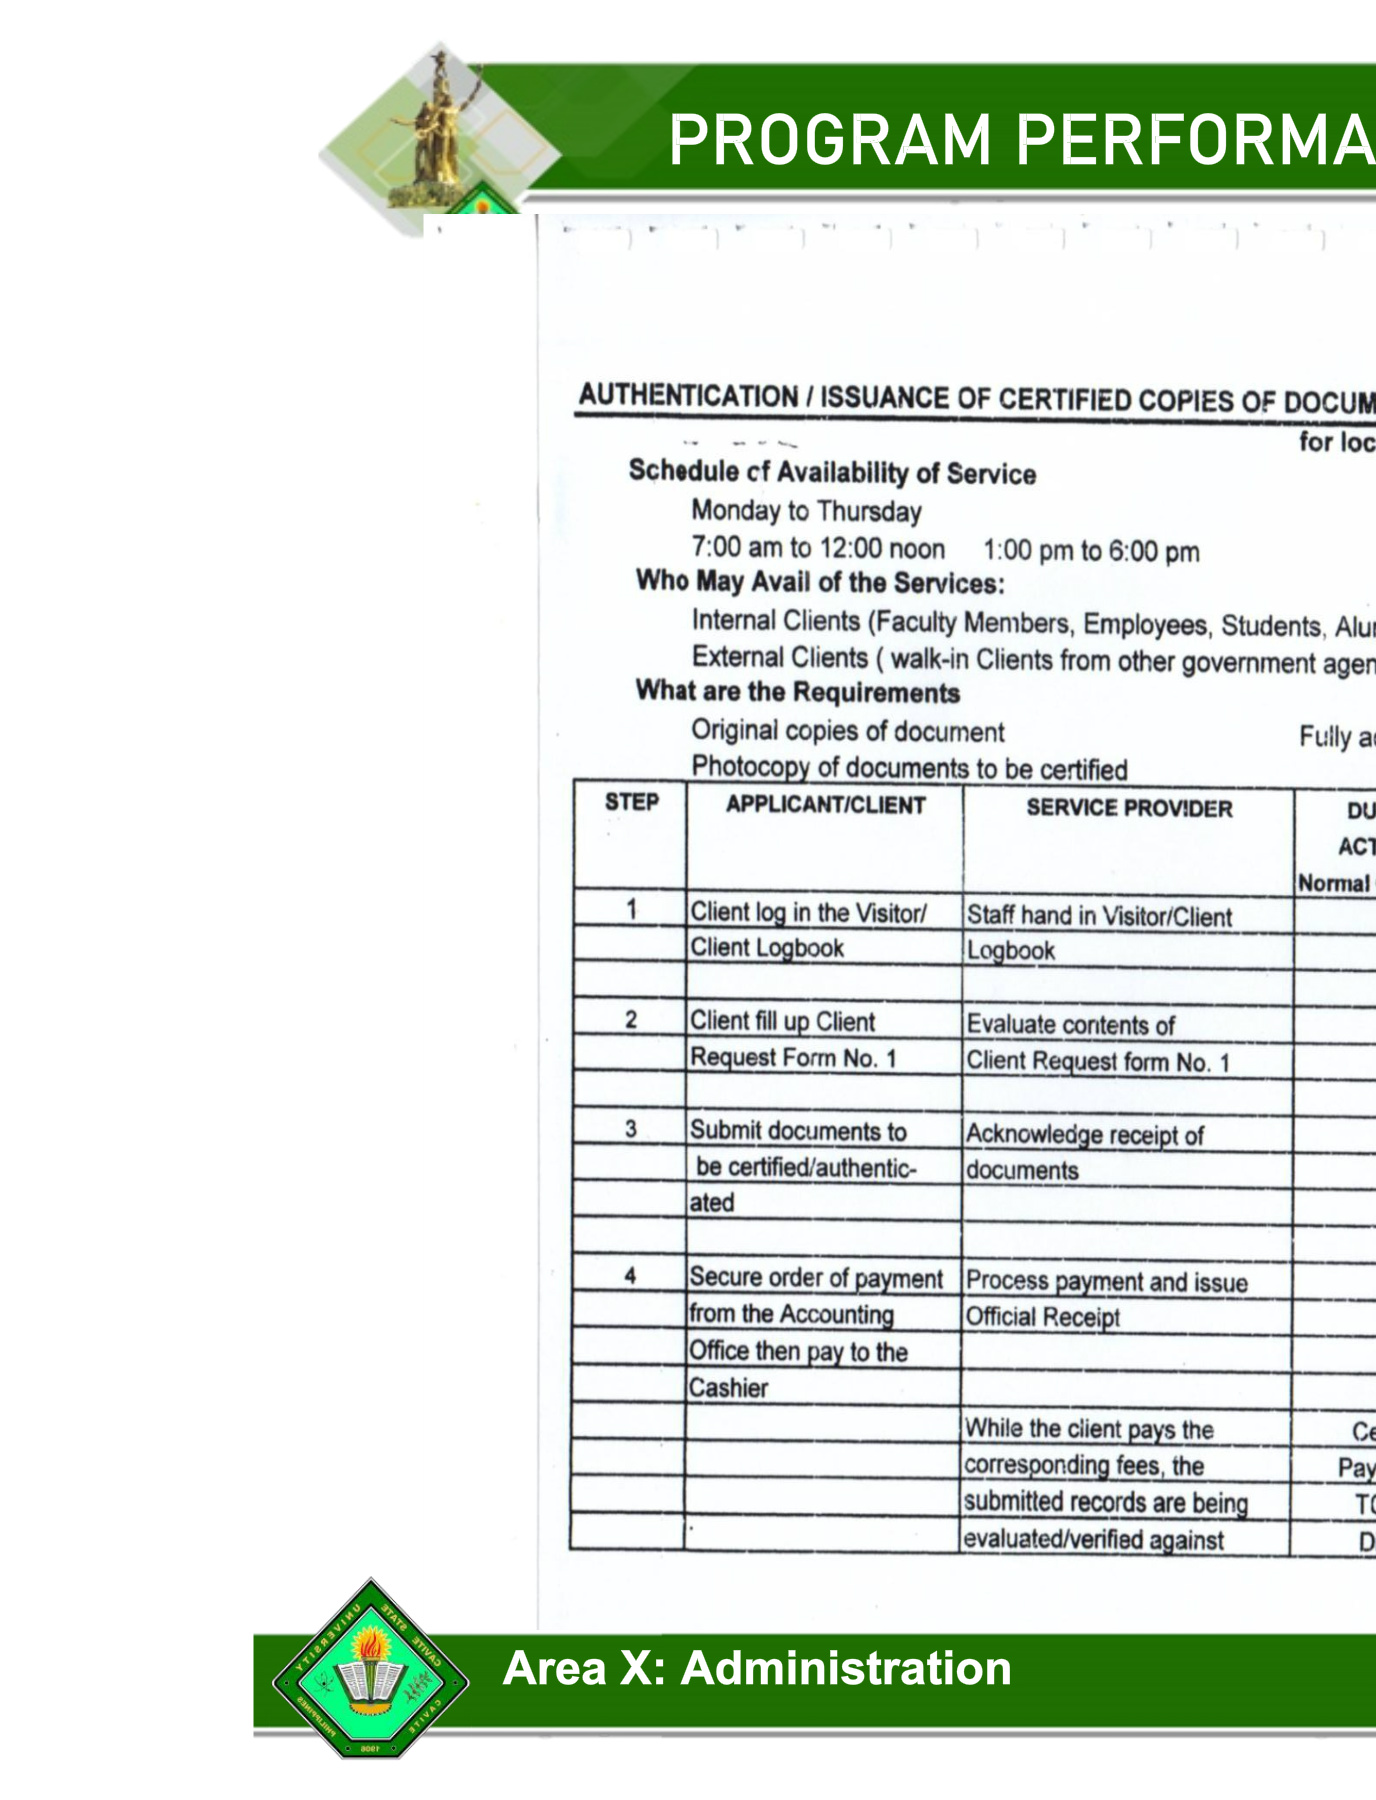 PROGRAM PERFORMA
AUTHENTICATION / ISSUANCE OF CERTIFIED COPIES OF DOCUM
for loc
Schedule of Availability of Service
Monday to Thursday
7:00 am to 12:00 noon 1:00 pm to 6:00 pm
Who May Avail of the Services:
Internal Clients (Faculty Members, Employees, Students, Alu
External Clients ( walk-in Clients from other government agen
What are the Requirements
Original copies of document Fully a
Photocopy of documents to be certified
STEP APPLICANT/CLIENT SERVICE PROVIDER DU
ACT
Normal
1 Client log in the Visitor/ Staff hand in Visitor/Client
Client Logbook Logbook
2 Client fill up Client Evaluate contents of
Request Form No. 1 Client Request form No. 1
3 Submit documents to Acknowledge receipt of
be certified/authentic- documents
ated
4 Secure order of payment Process payment and issue
from the Accounting Official Receipt
Office then pay to the
Cashier
While the client pays the Ce
corresponding fees, the Pay
submitted records are being T
evaluated/verified against D
CAVITE STATE UNIVERSITY
CAVITE
PHILIPPINES
1906
Area X: Administration